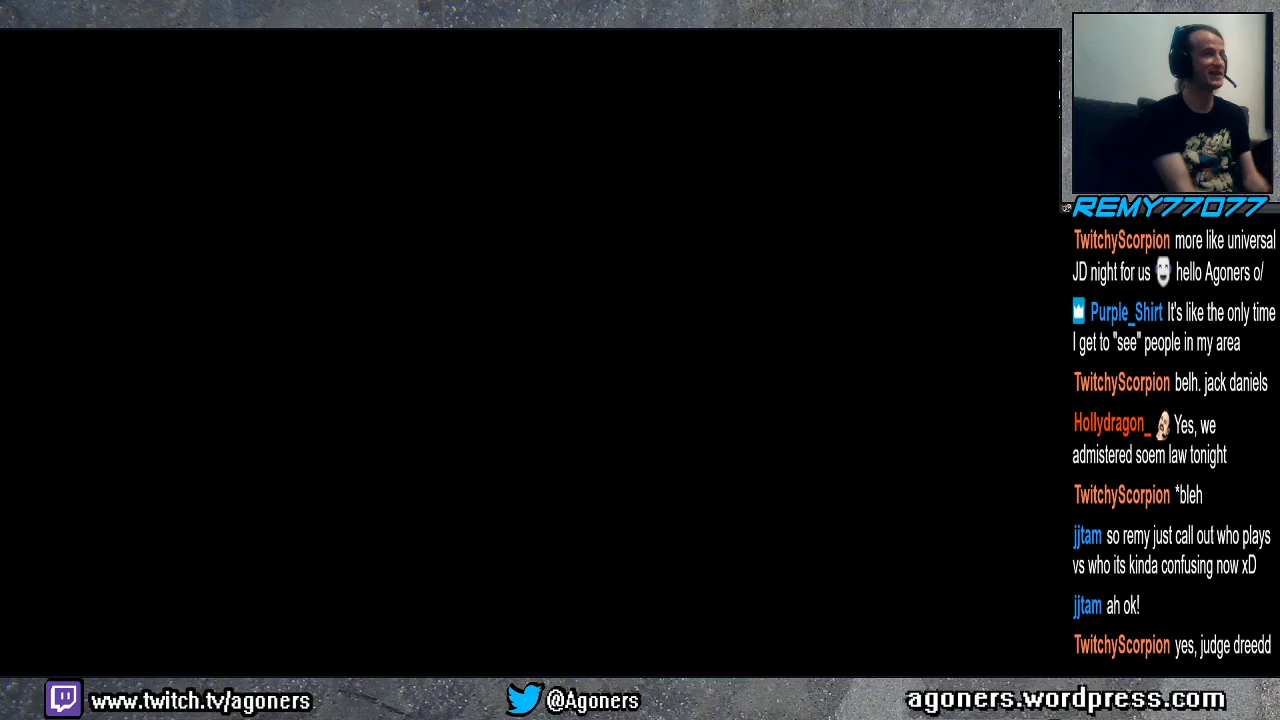 REMY77077
TwitchyScorpion more like universal
JD night for us hello Agoners o/
Purple_Shirt It's like the only time
I get to "see" people in my area
TwitchyScorpion belh. jack daniels
Hollydragon_ Yes, we
admistered soem law tonight
TwitchyScorpion *bleh
jjtam so remy just call out who plays
vs who its kinda confusing now xD
jjtam ah ok!
TwitchyScorpion yes, judge dreedd
www.twitch.tv/agoners
@Agoners
agoners.wordpress.com